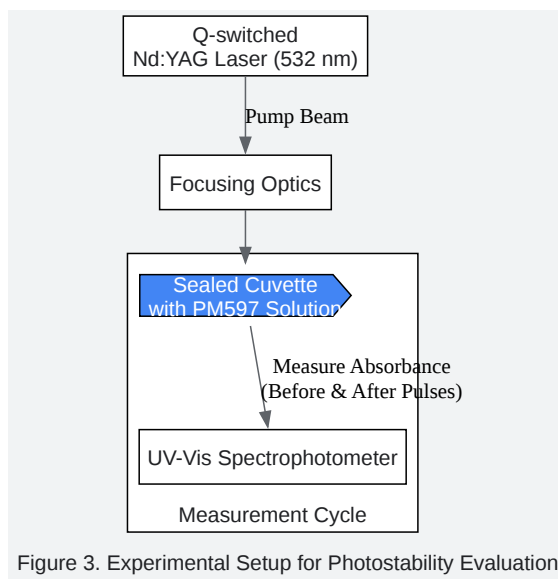 Q-switched
Nd:YAG Laser (532 nm)
Pump Beam
Focusing Optics
Sealed Cuvette
with PM597 Solution
Measure Absorbance
(Before & After Pulses)
UV-Vis Spectrophotometer
Measurement Cycle
Figure 3. Experimental Setup for Photostability Evaluation